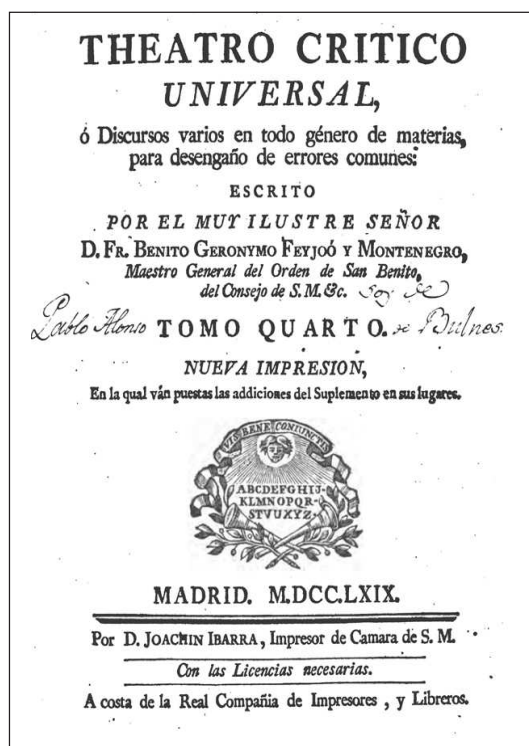 THEATRO CRITICO
UNIVERSAL,
ó Discursos varios en todo género de materias,
para desengaño de errores comunes:
ESCRITO
POR EL MUY ILUSTRE SEÑOR
D. FR. BENITO GERONYMO FEYJOÓ Y MONTENEGRO,
Maestro General del Orden de San Benito,
del Consejo de S. M. &c. Soy de
Pablo Alonso TOMO QUARTO. de Bulnes.
NUEVA IMPRESION,
En la qual ván puestas las addiciones del Suplemento en sus lugares.
VIS BENE CONIUNCTIS
ABCDEFGHIJ-
KLMNOPQR-
STVUXYZ
MADRID. M.DCC.LXIX.
Por D. JOACHIN IBARRA, Impresor de Camara de S. M.
Con las Licencias necesarias.
A costa de la Real Compañia de Impresores, y Libreros.